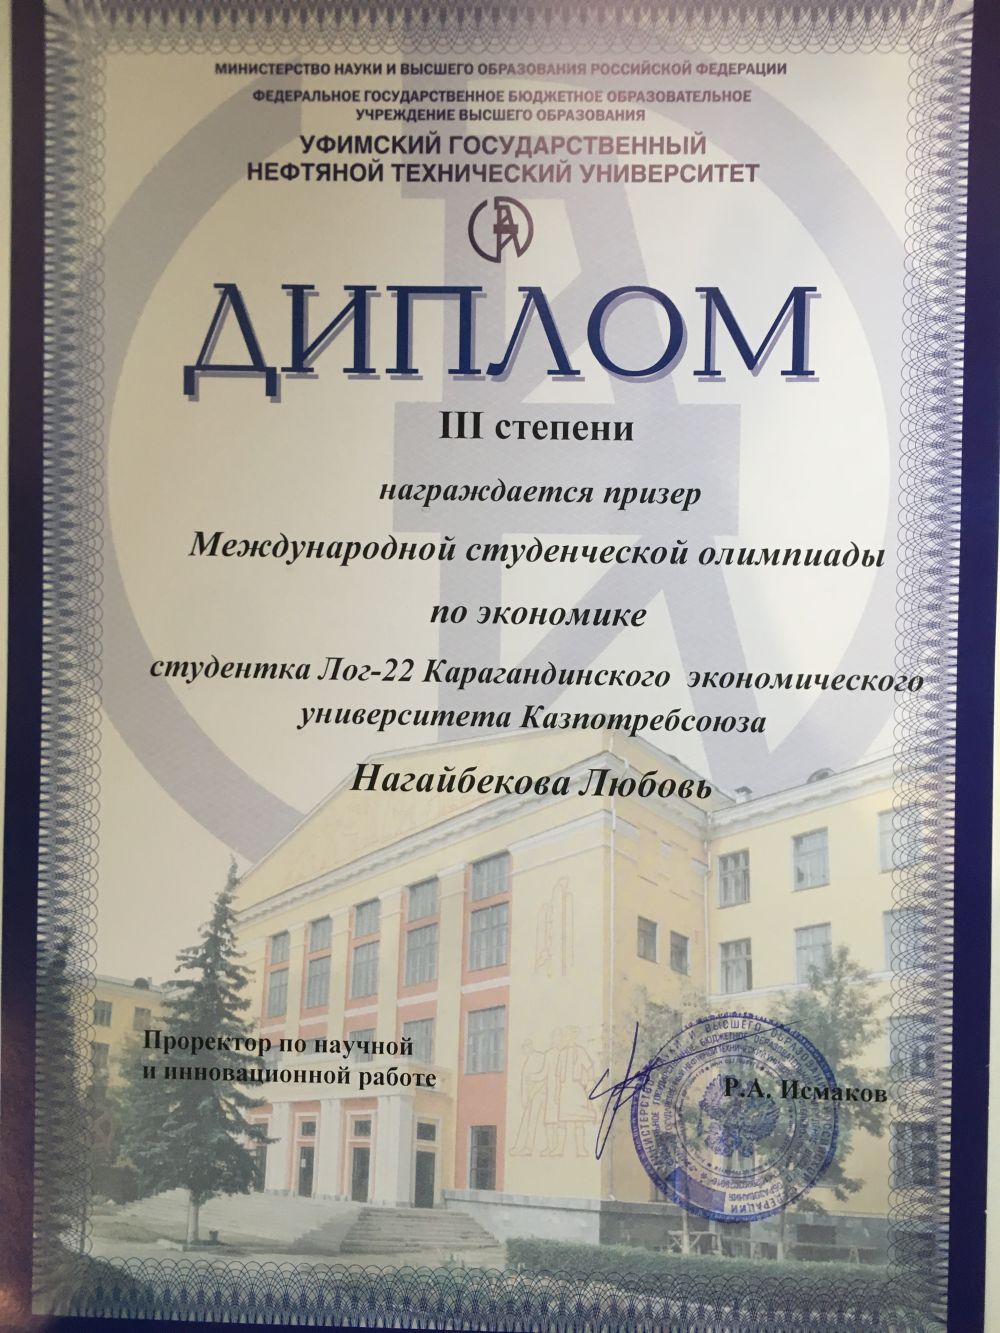 МИНИСТЕРСТВО НАУКИ И ВЫСШЕГО ОБРАЗОВАНИЯ РОССИЙСКОЙ ФЕДЕРАЦИИ
ФЕДЕРАЛЬНОЕ ГОСУДАРСТВЕННОЕ БЮДЖЕТНОЕ ОБРАЗОВАТЕЛЬНОЕ
УЧРЕЖДЕНИЕ ВЫСШЕГО ОБРАЗОВАНИЯ
УФИМСКИЙ ГОСУДАРСТВЕННЫЙ
НЕФТЯНОЙ ТЕХНИЧЕСКИЙ УНИВЕРСИТЕТ
ДИПЛОМ
III степени
награждается призер
Международной студенческой олимпиады
по экономике
студентка Лог-22 Карагандинского экономического
университета Казпотребсоюза
Нагайбекова Любовь
Проректор по научной
и инновационной работе
Р.А. Исмаков